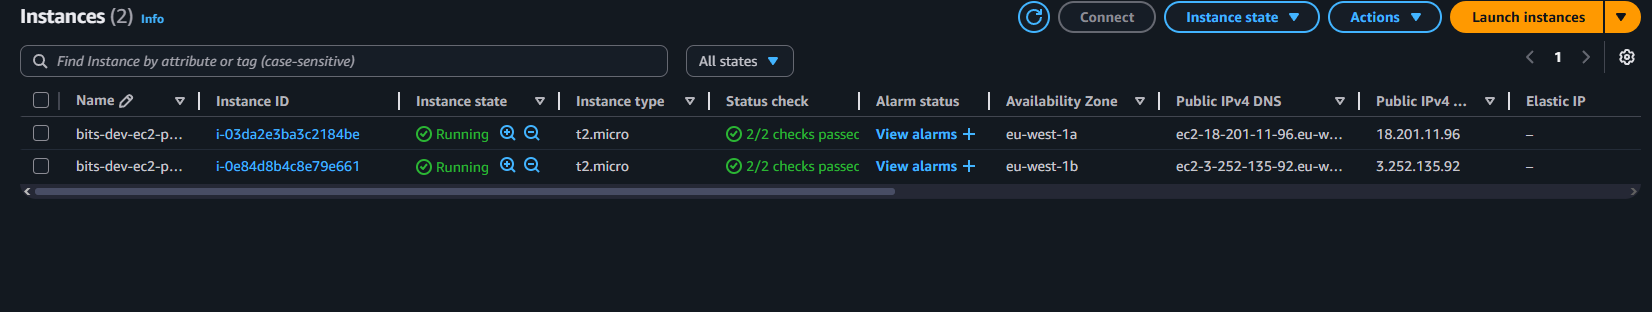 Instances (2) Info Connect Instance state Actions Launch instances
Find Instance by attribute or tag (case-sensitive) All states 1
Name Instance ID Instance state Instance type Status check Alarm status Availability Zone Public IPv4 DNS Public IPv4 ... Elastic IP
bits-dev-ec2-p... i-03da2e3ba3c2184be Running t2.micro 2/2 checks passec View alarms + eu-west-1a ec2-18-201-11-96.eu-w... 18.201.11.96 –
bits-dev-ec2-p... i-0e84d8b4c8e79e661 Running t2.micro 2/2 checks passec View alarms + eu-west-1b ec2-3-252-135-92.eu-w... 3.252.135.92 –